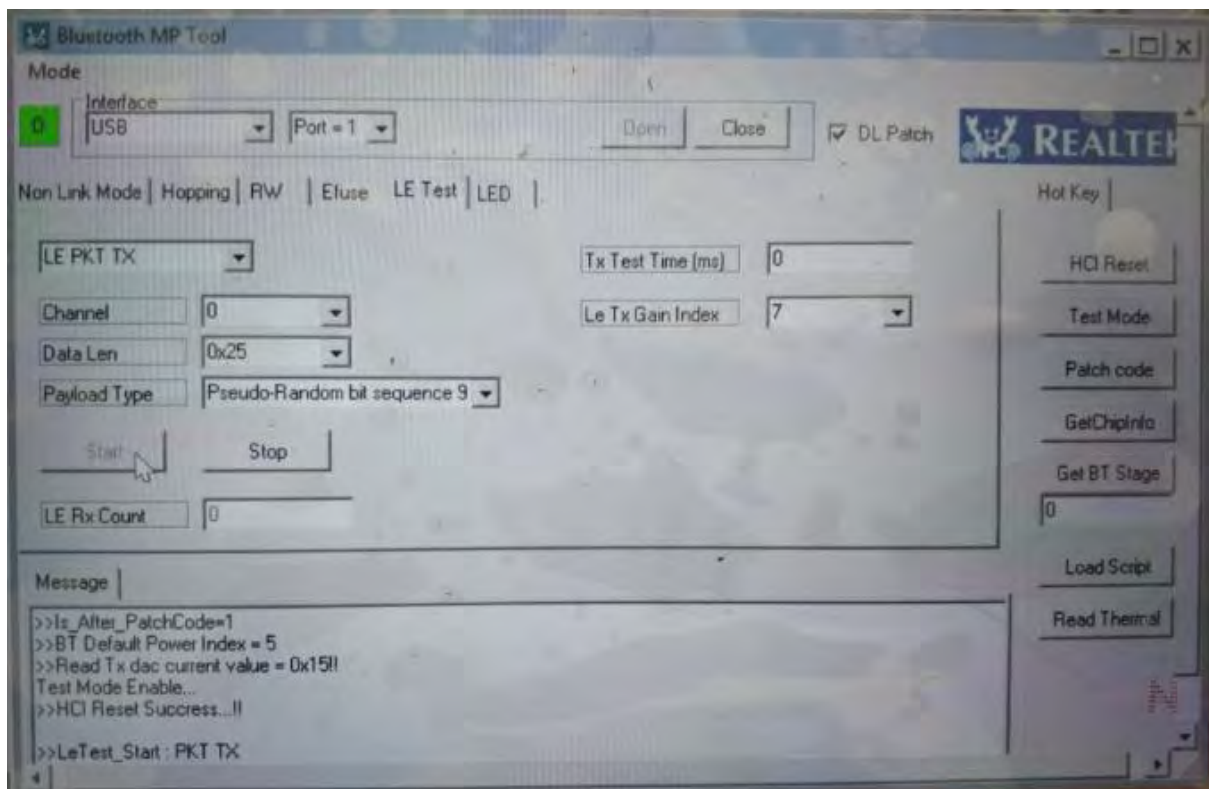 Bluetooth MP Tool
Mode
Interface
0 USB Port = 1 Open Close DL Patch REALTEK
Non Link Mode Hopping RW Efuse LE Test LED Hot Key
LE PKT TX Tx Test Time (ms) 0 HCI Reset
Channel 0 Le Tx Gain Index 7 Test Mode
Data Len 0x25 Patch code
Payload Type Pseudo-Random bit sequence 9 GetChipInfo
Start Stop Get BT Stage
LE Rx Count 0 0
Load Script
Message
Read Thermal
>>Is_After_PatchCode=1
>>BT Default Power Index = 5
>>Read Tx dac current value = 0x15!!
Test Mode Enable...
>>HCI Reset Succress...!!
>>LeTest_Start : PKT TX